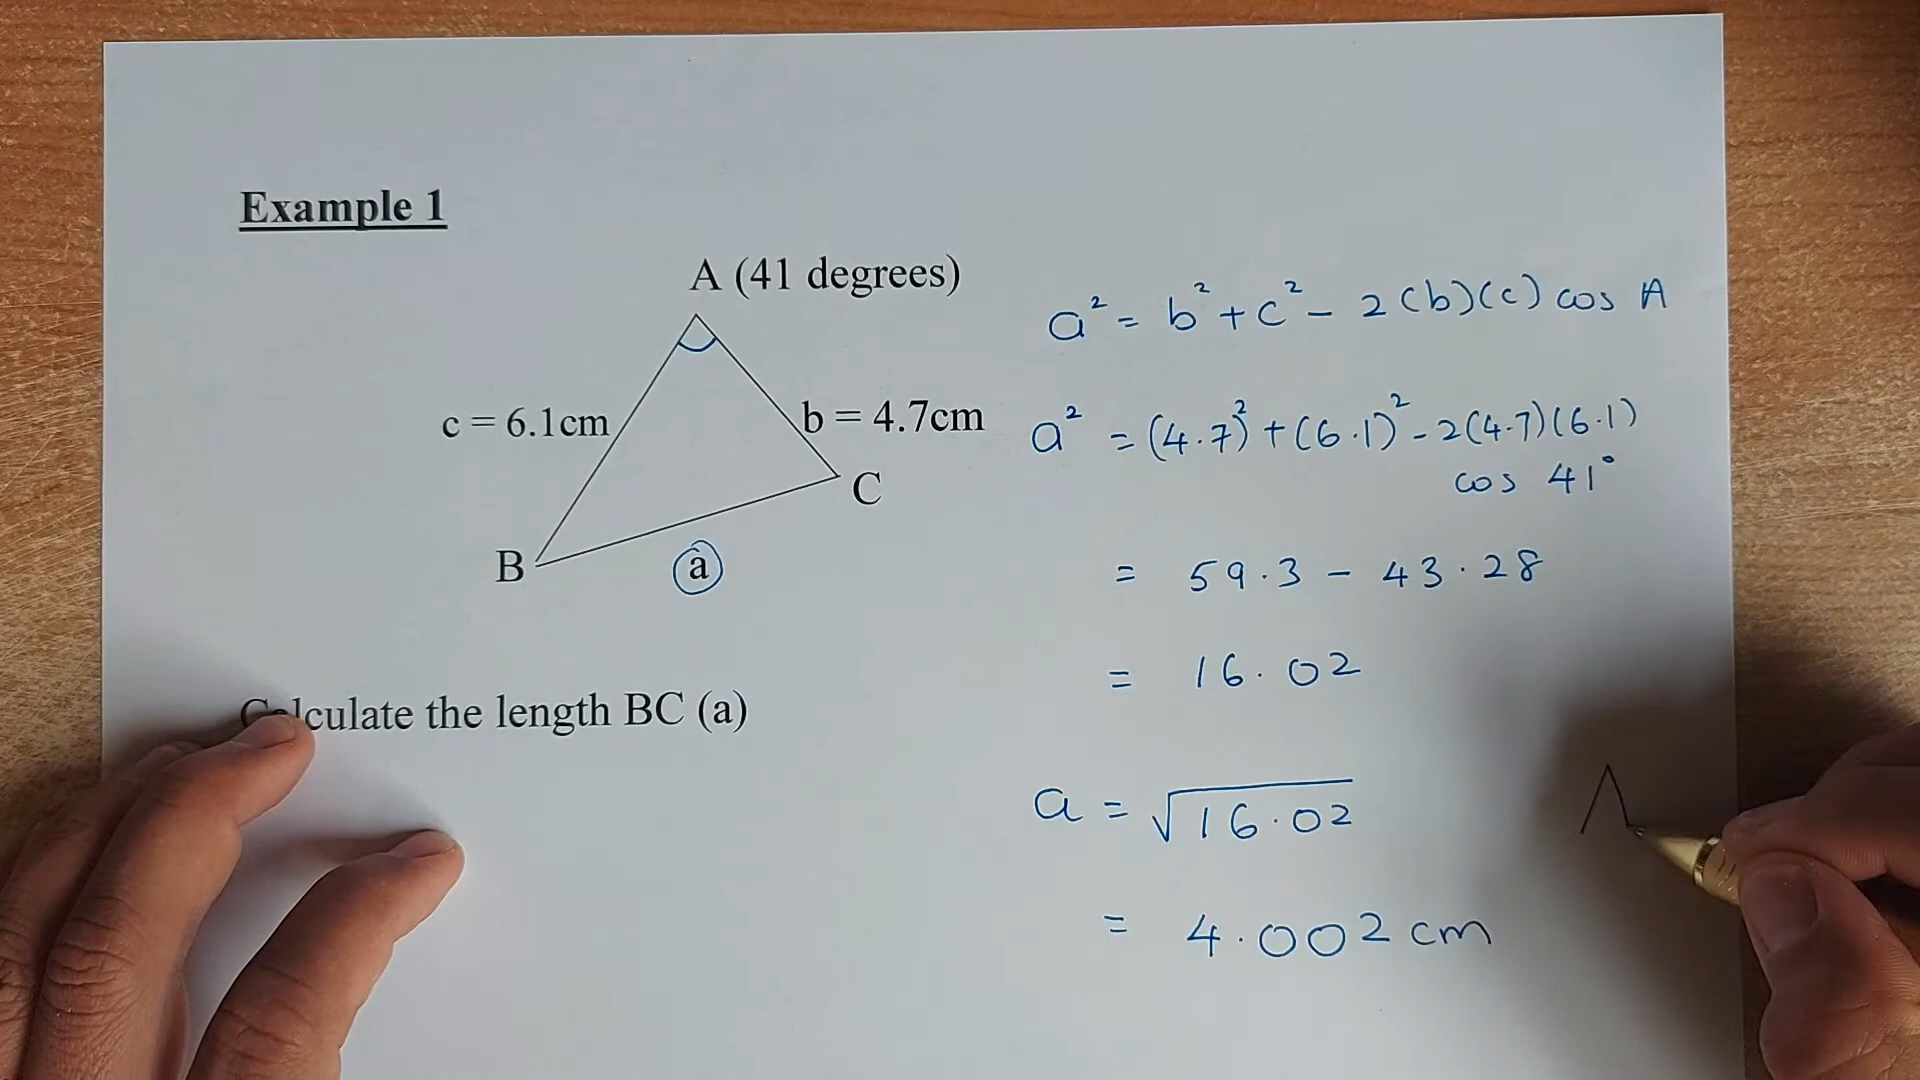 Example 1
A (41 degrees)
c = 6.1cm
b = 4.7cm
C
B
a
Calculate the length BC (a)
a² = b² + c² - 2(b)(c) cos A
a² = (4.7)² + (6.1)² - 2(4.7)(6.1)
cos 41°
= 59.3 - 43.28
= 16.02
a = √16.02
= 4.002 cm